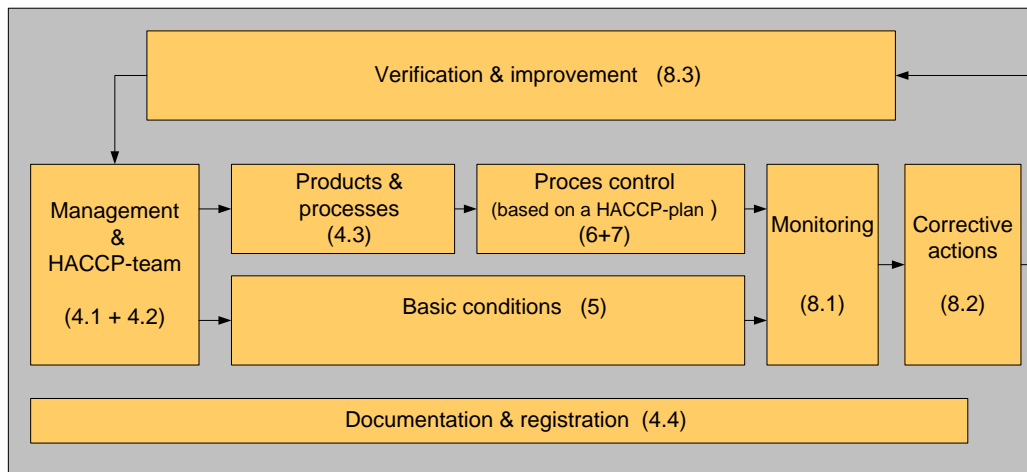 Verification & improvement (8.3)
Management
&
HACCP-team
(4.1 + 4.2)
Products &
processes
(4.3)
Proces control
(based on a HACCP-plan )
(6+7)
Basic conditions (5)
Monitoring
(8.1)
Corrective
actions
(8.2)
Documentation & registration (4.4)